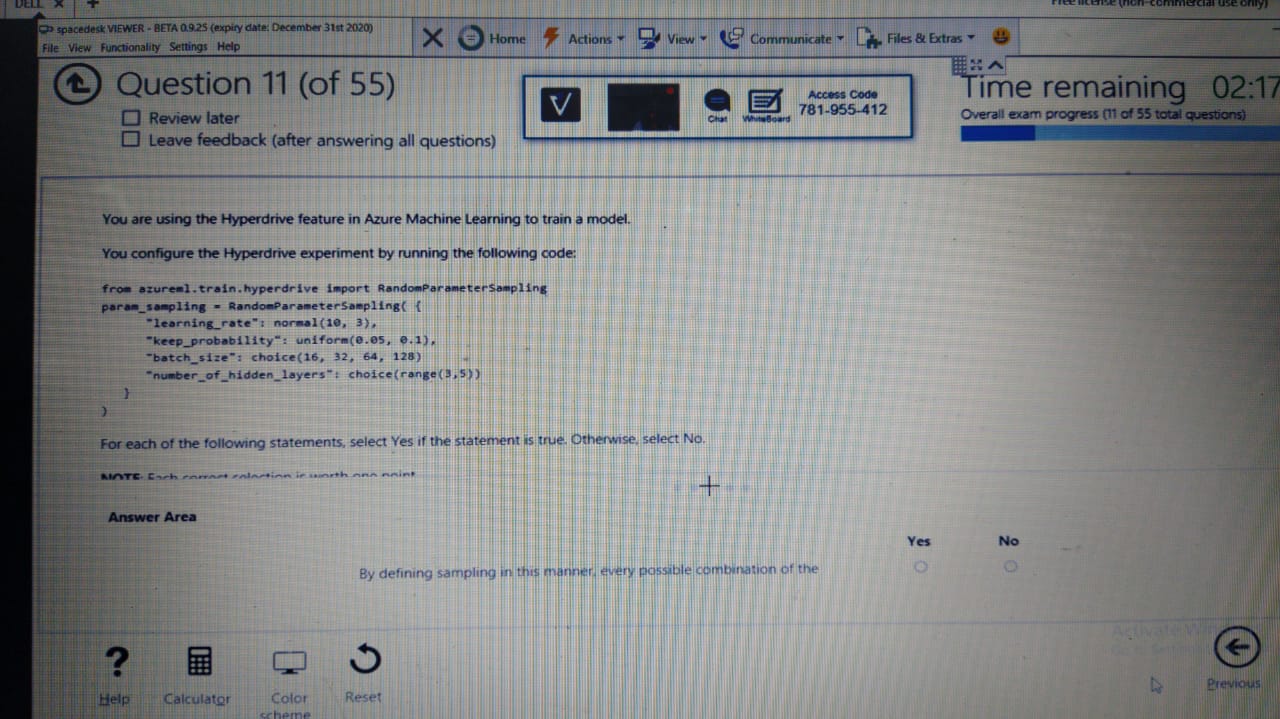 DELL X +
Free license (non-commercial use only)
spacedesk VIEWER - BETA 0.9.25 (expiry date: December 31st 2020)
File View Functionality Settings Help
Home Actions View Communicate Files & Extras
Question 11 (of 55)
Review later
Leave feedback (after answering all questions)
V
Chat
WhiteBoard
Access Code
781-955-412
Time remaining 02:17
Overall exam progress (11 of 55 total questions)
You are using the Hyperdrive feature in Azure Machine Learning to train a model.
You configure the Hyperdrive experiment by running the following code:
from azureml.train.hyperdrive import RandomParameterSampling
param_sampling = RandomParameterSampling( {
"learning_rate": normal(10, 3),
"keep_probability": uniform(0.05, 0.1),
"batch_size": choice(16, 32, 64, 128)
"number_of_hidden_layers": choice(range(3,5))
}
)
For each of the following statements, select Yes if the statement is true. Otherwise, select No.
NOTE: Each correct selection is worth one point
Answer Area
Yes No
By defining sampling in this manner, every possible combination of the
Activate
?
Help
Calculator
Color
scheme
Reset
Previous